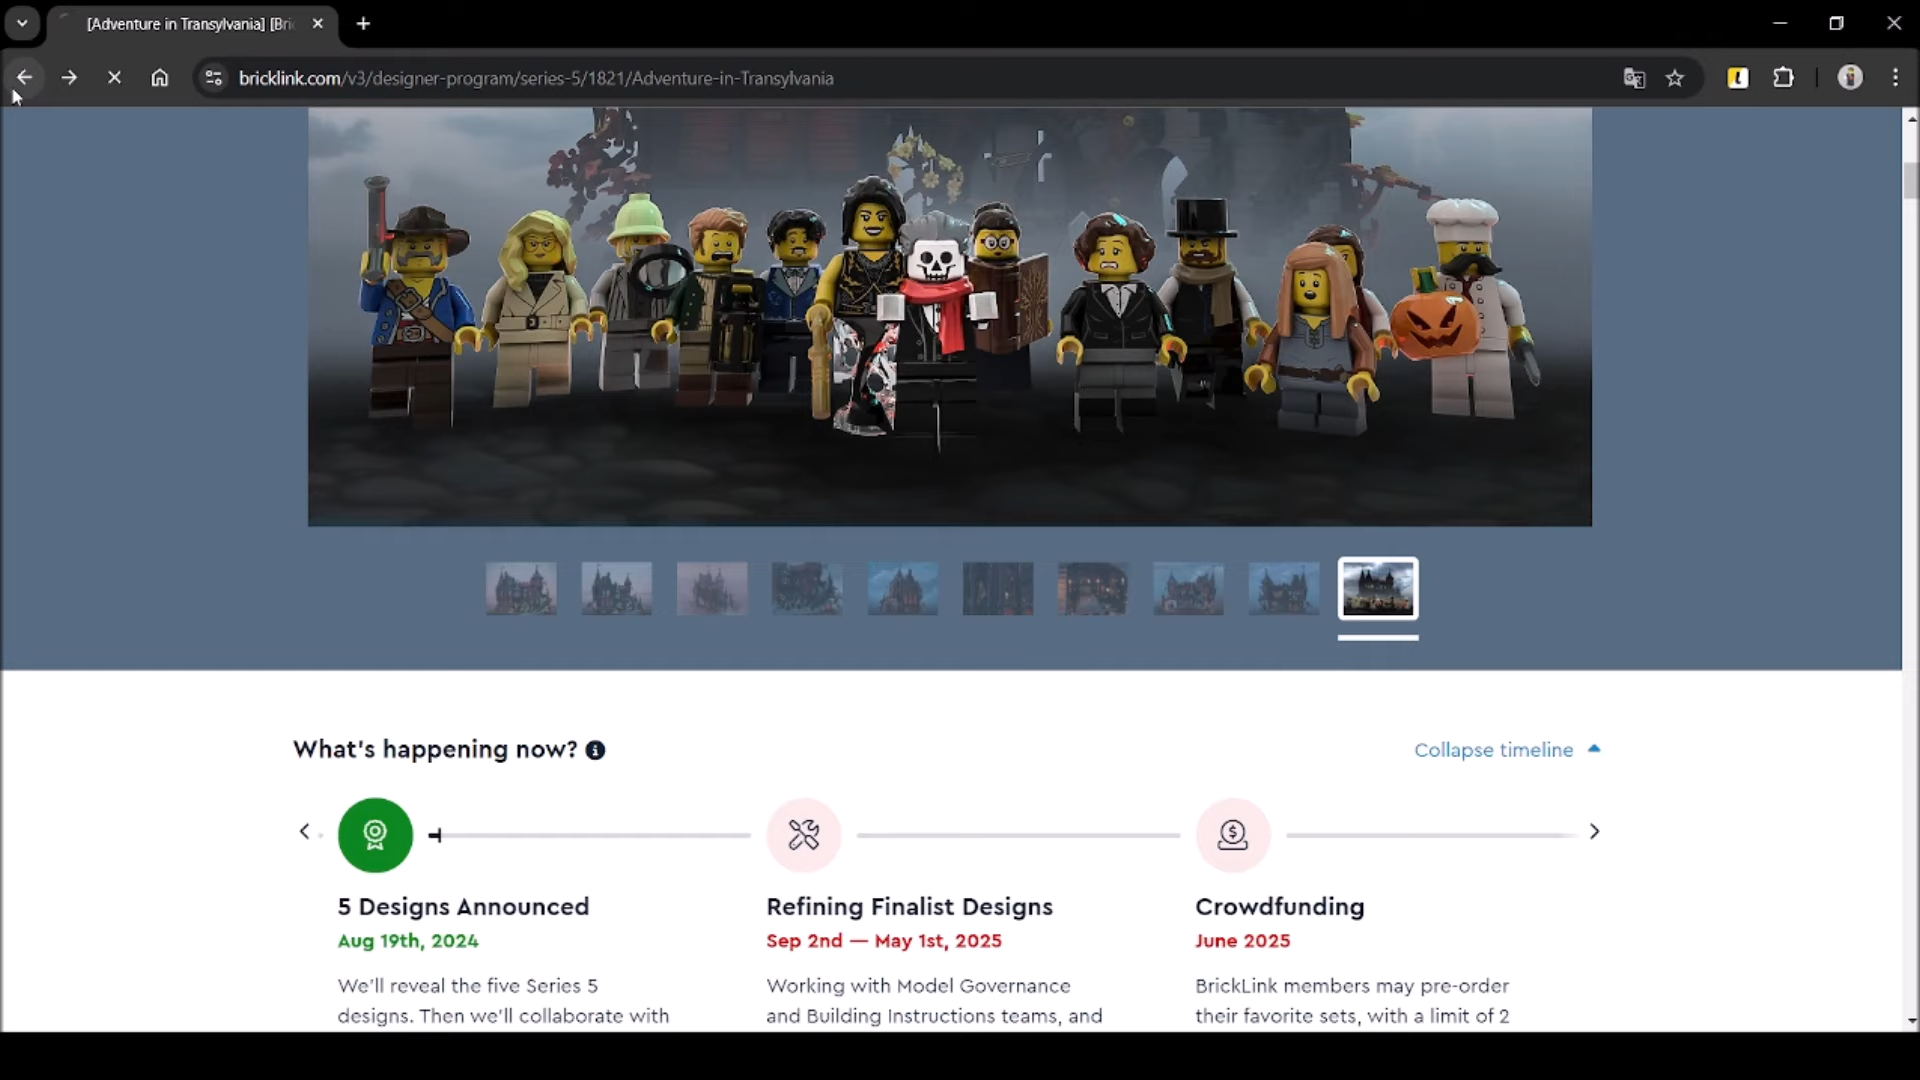 [Adventure in Transylvania] [Bri
bricklink.com/v3/designer-program/series-5/1821/Adventure-in-Transylvania
What's happening now?
Collapse timeline
5 Designs Announced
Aug 19th, 2024
We'll reveal the five Series 5
designs. Then we'll collaborate with
Refining Finalist Designs
Sep 2nd — May 1st, 2025
Working with Model Governance
and Building Instructions teams, and
Crowdfunding
June 2025
BrickLink members may pre-order
their favorite sets, with a limit of 2